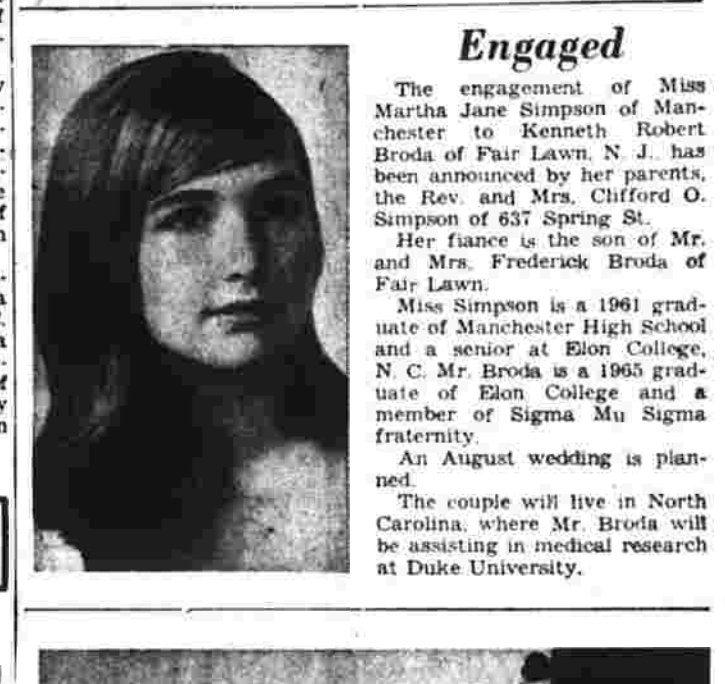 Engaged
The engagement of Miss
Martha Jane Simpson of Man-
chester to Kenneth Robert
Broda of Fair Lawn, N. J., has
been announced by her parents,
the Rev. and Mrs. Clifford O.
Simpson of 637 Spring St.
Her fiance is the son of Mr.
and Mrs. Frederick Broda of
Fair Lawn.
Miss Simpson is a 1961 grad-
uate of Manchester High School
and a senior at Elon College,
N. C. Mr. Broda is a 1965 grad-
uate of Elon College and a
member of Sigma Mu Sigma
fraternity.
An August wedding is plan-
ned.
The couple will live in North
Carolina, where Mr. Broda will
be assisting in medical research
at Duke University.